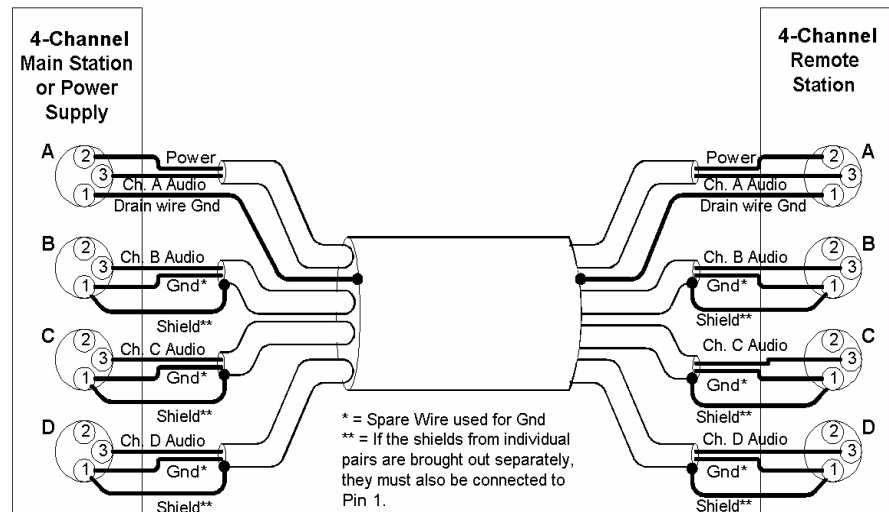 4-Channel
Main Station
or Power
Supply
A
2
3
1
Power
Ch. A Audio
Drain wire Gnd
B
2
3
1
Ch. B Audio
Gnd*
Shield**
C
2
3
1
Ch. C Audio
Gnd*
Shield**
D
2
3
1
Ch. D Audio
Gnd*
Shield**
* = Spare Wire used for Gnd
** = If the shields from individual
pairs are brought out separately,
they must also be connected to
Pin 1.
4-Channel
Remote
Station
Power
Ch. A Audio
Drain wire Gnd
2
3
1
A
Ch. B Audio
Gnd*
Shield**
2
3
1
B
Ch. C Audio
Gnd*
Shield**
2
3
1
C
Ch. D Audio
Gnd*
Shield**
2
3
1
D